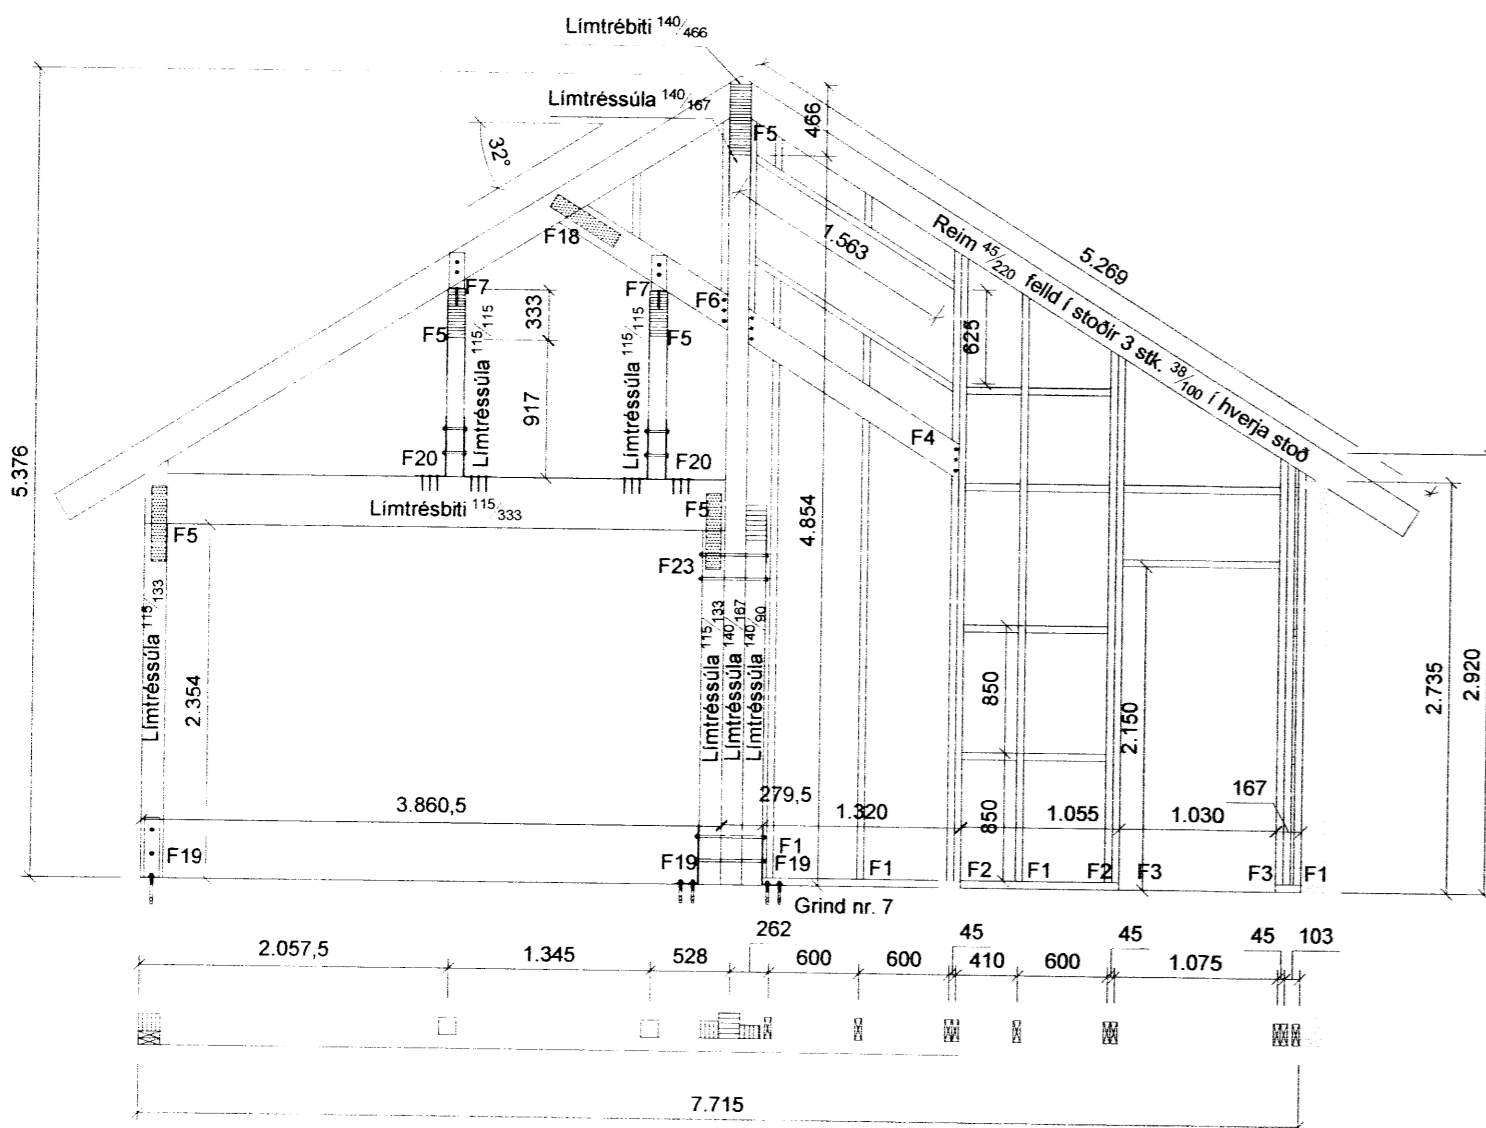 Límtrébiti 140/466
Límtréssúla 140/167
466
F5
32°
5.269
Reim 45/220 felld í stoðir 3 stk. 38/100 í hverja stoð
1.563
F18
F7
F7
F6
333
115/115
115/115
F5
F5
625
Límtréssúla
Límtréssúla
917
F4
F20
F20
5.376
Límtrésbiti 115/333
F5
F5
4.854
F23
Límtréssúla 115/133
2.354
Límtréssúla 115/133
Límtréssúla 140/167
Límtréssúla 140/90
850
850
2.150
2.735
2.920
3.860,5
279,5
1.320
1.055
1.030
167
F19
F19
F1
F19
F1
F2
F1
F2
F3
F3
F1
Grind nr. 7
2.057,5
1.345
528
262
600
600
45
410
600
45
1.075
45
103
7.715